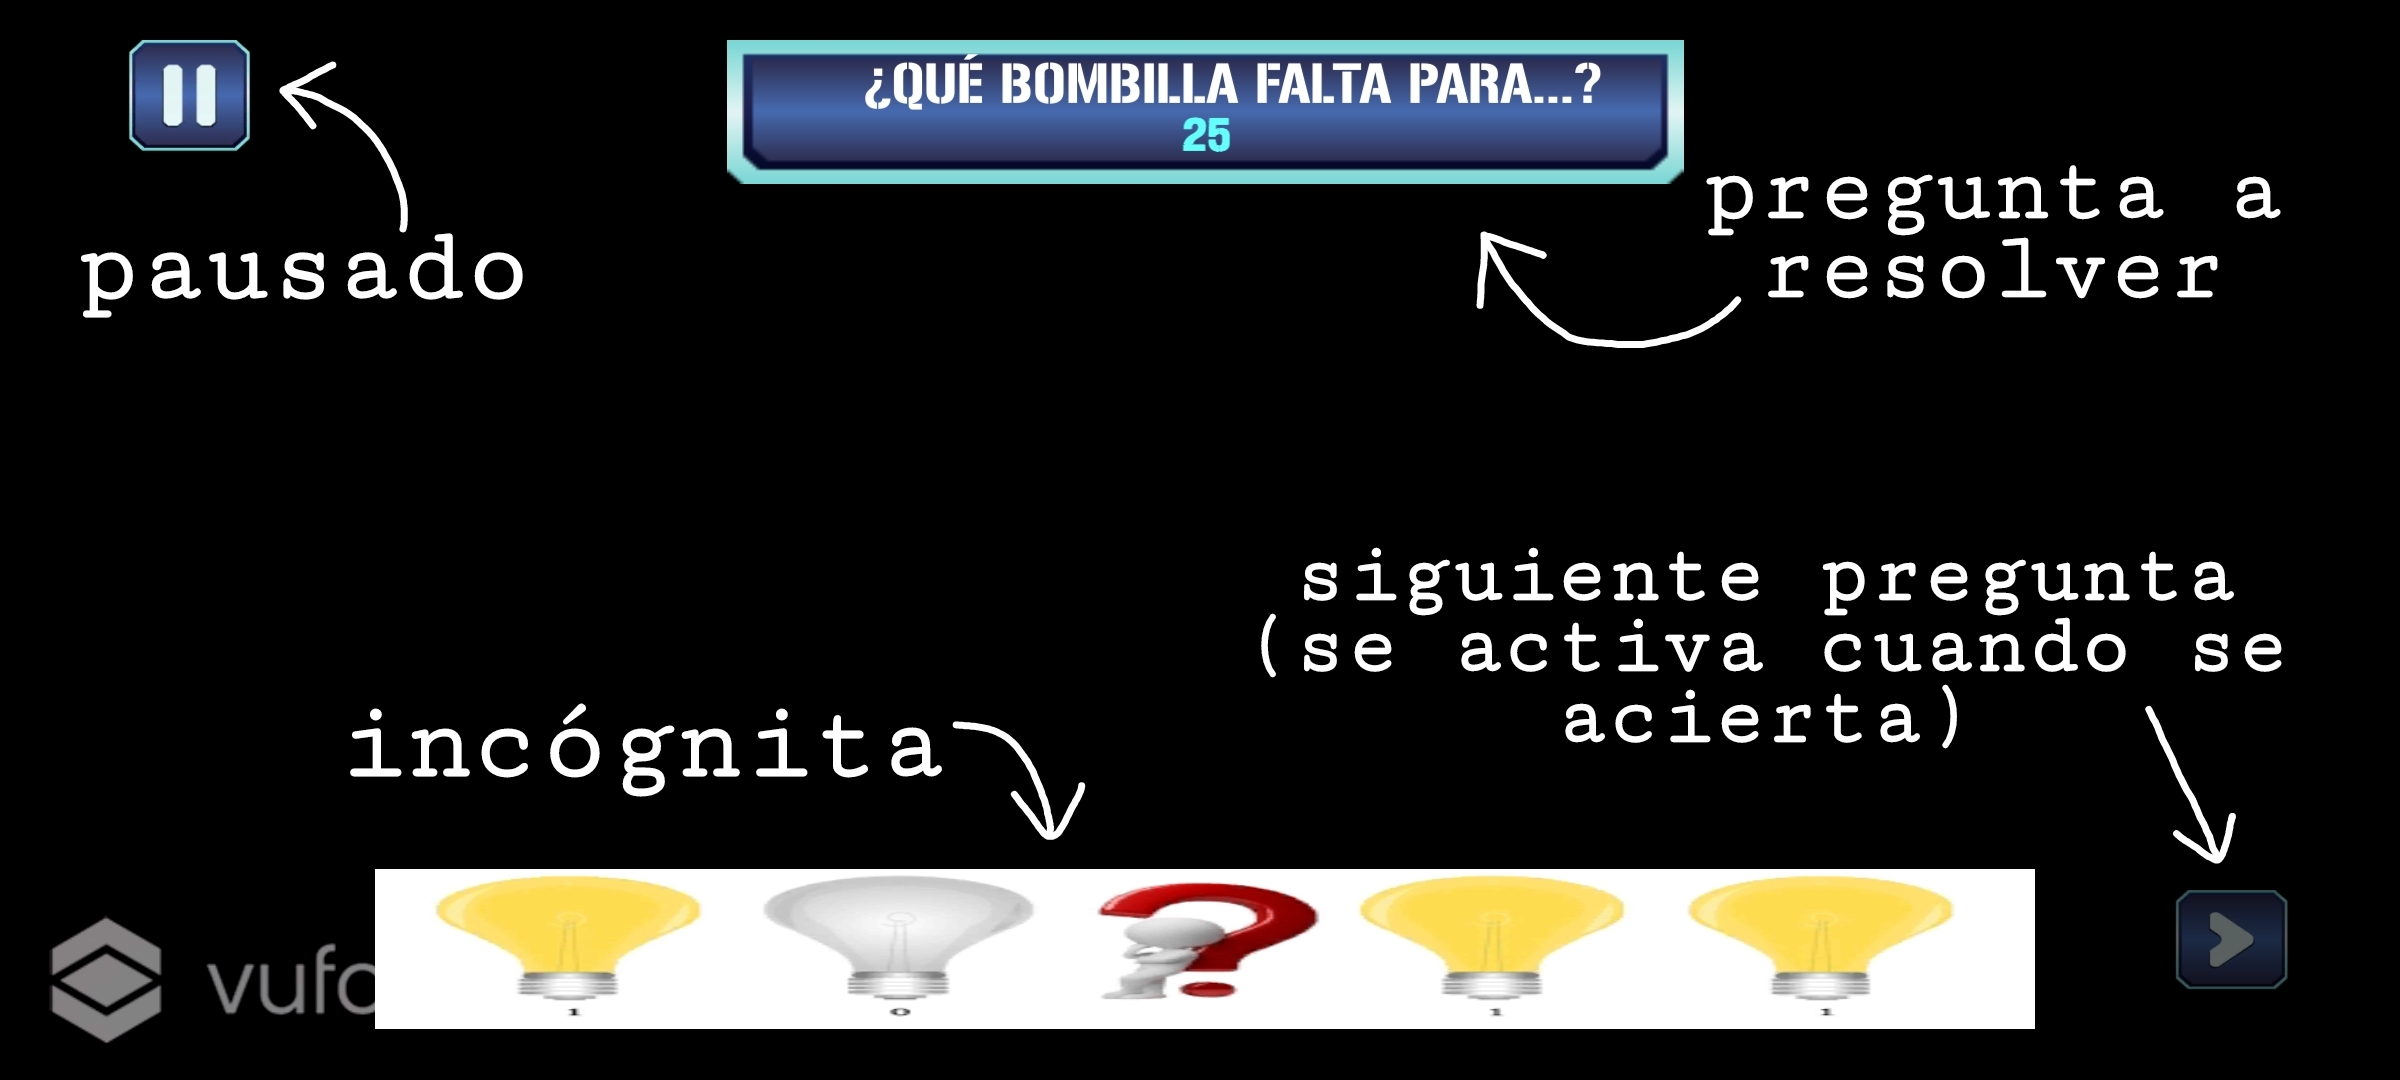 ¿QUÉ BOMBILLA FALTA PARA...?
25
pausado
pregunta a
resolver
siguiente pregunta
(se activa cuando se
acierta)
incógnita
1 0 1 1